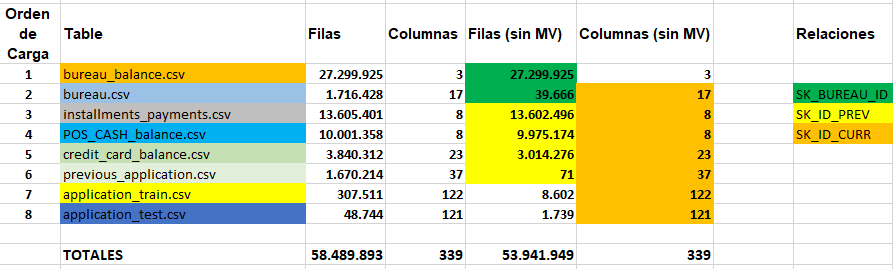 Orden de Carga Table Filas Columnas Filas (sin MV) Columnas (sin MV) Relaciones
1 bureau_balance.csv 27.299.925 3 27.299.925 3
2 bureau.csv 1.716.428 17 39.666 17 SK_BUREAU_ID
3 installments_payments.csv 13.605.401 8 13.602.496 8 SK_ID_PREV
4 POS_CASH_balance.csv 10.001.358 8 9.975.174 8 SK_ID_CURR
5 credit_card_balance.csv 3.840.312 23 3.014.276 23
6 previous_application.csv 1.670.214 37 71 37
7 application_train.csv 307.511 122 8.602 122
8 application_test.csv 48.744 121 1.739 121
TOTALES 58.489.893 339 53.941.949 339